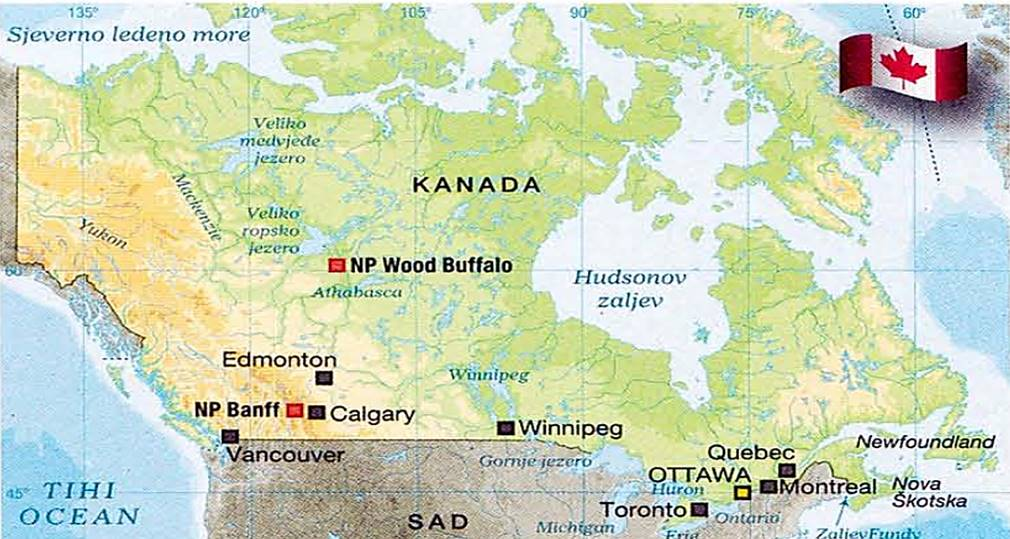 135°
120°
105°
90°
75°
60°
Sjeverno ledeno more
Veliko
medvjeđe
jezero
KANADA
Mackenzie
Veliko
ropsko
jezero
Yukon
60°
NP Wood Buffalo
Athabasca
Hudsonov
zaljev
Edmonton
Winnipeg
NP Banff
Calgary
Winnipeg
Vancouver
Newfoundland
Quebec
Gornje jezero
OTTAWA
Montreal
Nova
Škotska
45°
TIHI
OCEAN
Huron
Toronto
Ontario
SAD
Michigan
Erie
ZaljevFundy